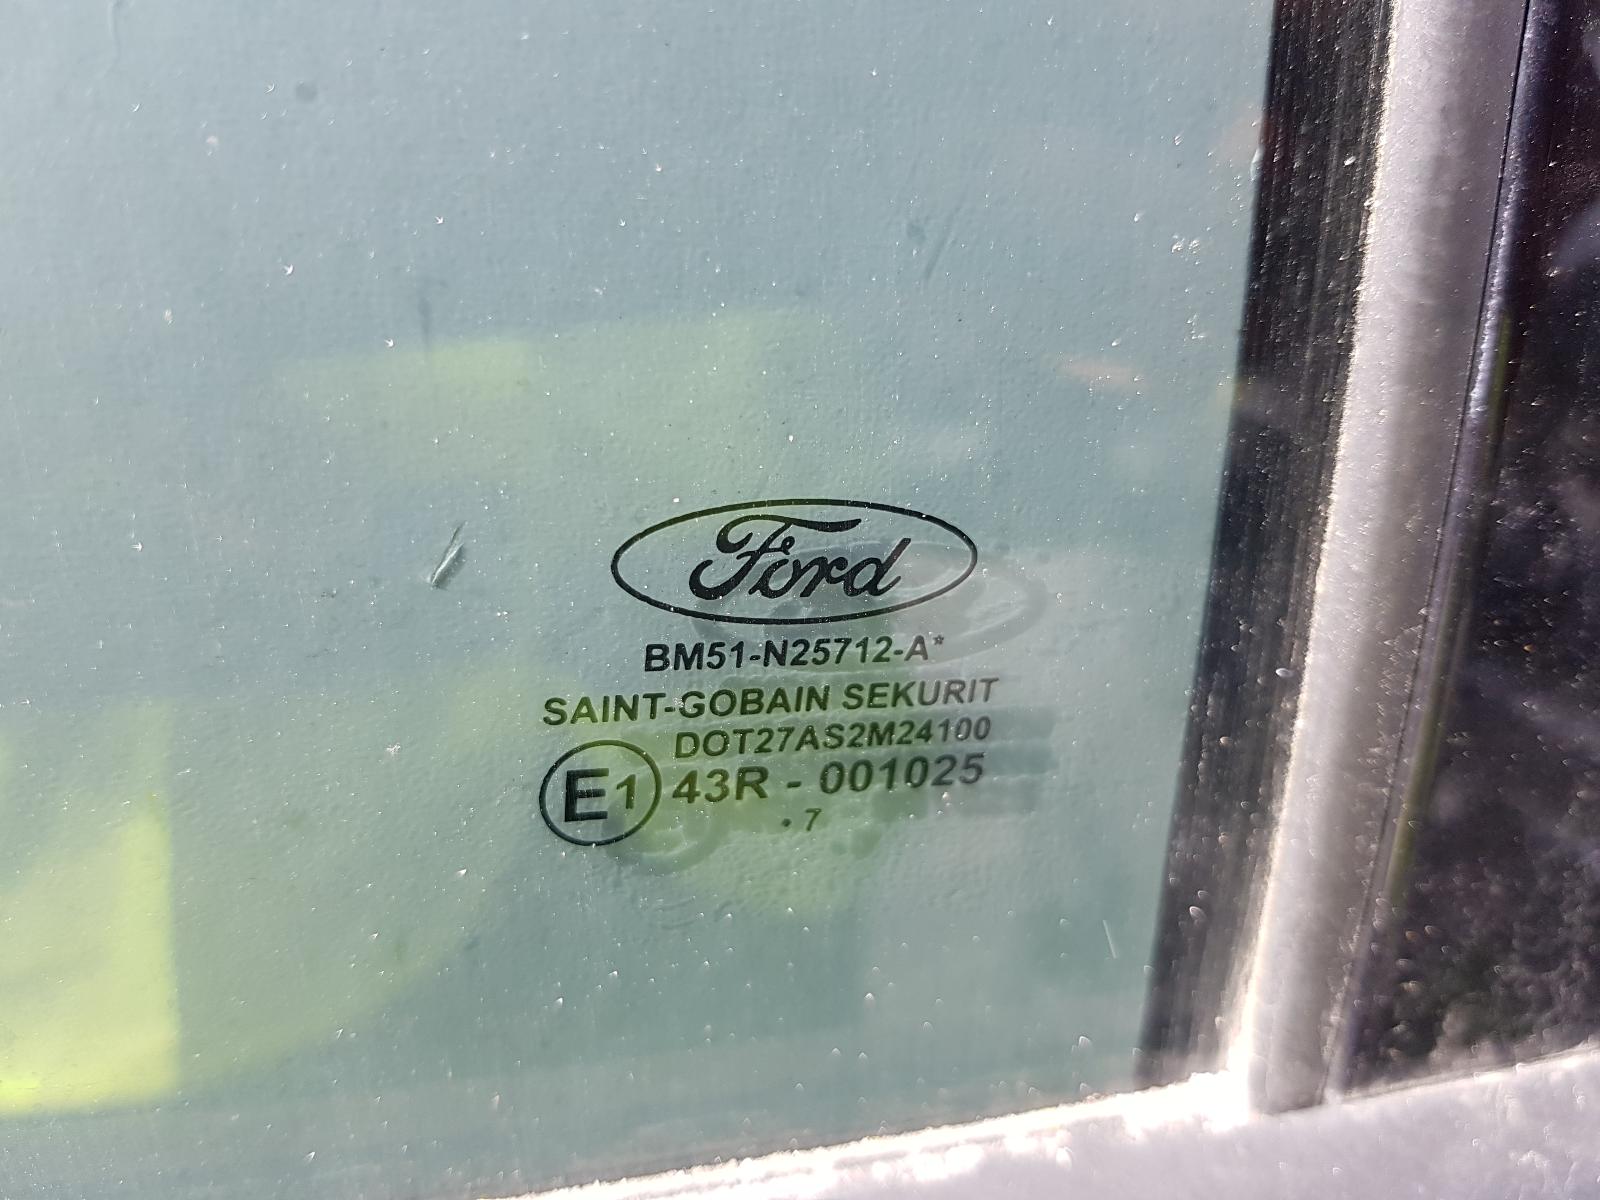 Ford
BM51-N25712-A*
SAINT-GOBAIN SEKURIT
DOT27AS2M24100
E1 43R - 001025
. 7